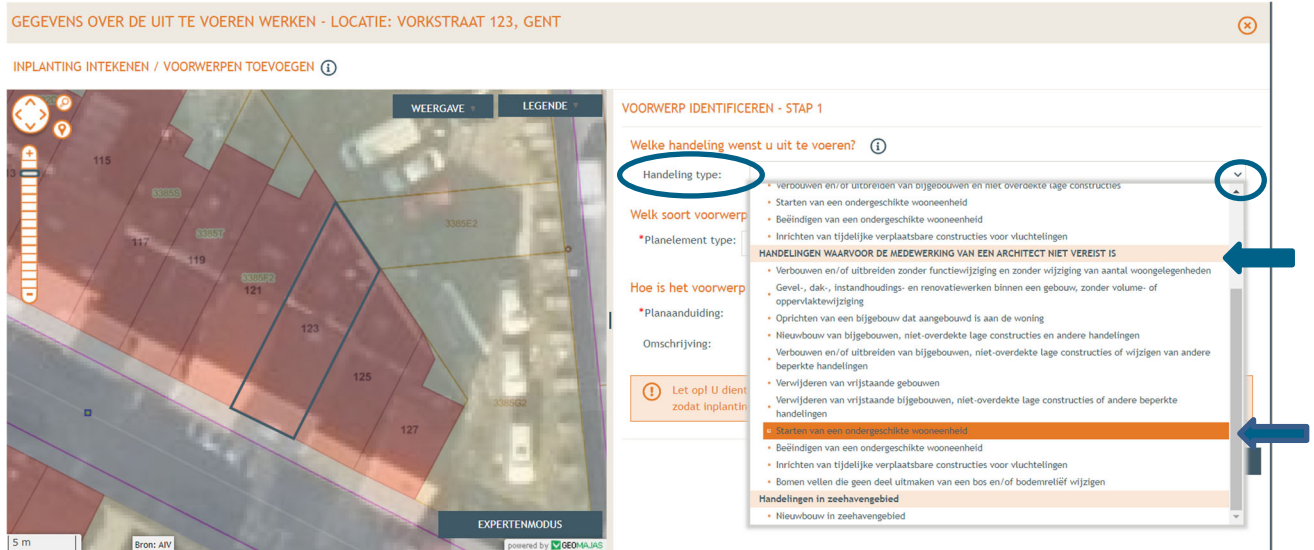 GEGEVENS OVER DE UIT TE VOEREN WERKEN - LOCATIE: VORKSTRAAT 123, GENT
INPLANTING INTEKENEN / VOORWERPEN TOEVOEGEN
WEERGAVE
LEGENDE
115
3385S
117
3385T
119
3385F2
121
123
125
127
3385E2
3385G2
5 m
Bron: AIV
EXPERTENMODUS
powered by GEOMAJAS
VOORWERP IDENTIFICEREN - STAP 1
Welke handeling wenst u uit te voeren?
Handeling type:
Verbouwen en/of uitbreiden van bijgebouwen en niet overdekte lage constructies
Starten van een ondergeschikte wooneenheid
Beëindigen van een ondergeschikte wooneenheid
Inrichten van tijdelijke verplaatsbare constructies voor vluchtelingen
HANDELINGEN WAARVOOR DE MEDEWERKING VAN EEN ARCHITECT NIET VEREIST IS
Verbouwen en/of uitbreiden zonder functiewijziging en zonder wijziging van aantal woongelegenheden
Gevel-, dak-, instandhoudings- en renovatiewerken binnen een gebouw, zonder volume- of
oppervlaktewijziging
Oprichten van een bijgebouw dat aangebouwd is aan de woning
Nieuwbouw van bijgebouwen, niet-overdekte lage constructies en andere handelingen
Verbouwen en/of uitbreiden van bijgebouwen, niet-overdekte lage constructies of wijzigen van andere
beperkte handelingen
Verwijderen van vrijstaande gebouwen
Verwijderen van vrijstaande bijgebouwen, niet-overdekte lage constructies of andere beperkte
handelingen
Starten van een ondergeschikte wooneenheid
Beëindigen van een ondergeschikte wooneenheid
Inrichten van tijdelijke verplaatsbare constructies voor vluchtelingen
Bomen vellen die geen deel uitmaken van een bos en/of bodemreliëf wijzigen
Handelingen in zeehavengebied
Nieuwbouw in zeehavengebied
Welk soort voorwerp
*Planelement type:
Hoe is het voorwerp
*Planaanduiding:
Omschrijving:
Let op! U dient
zodat inplantin